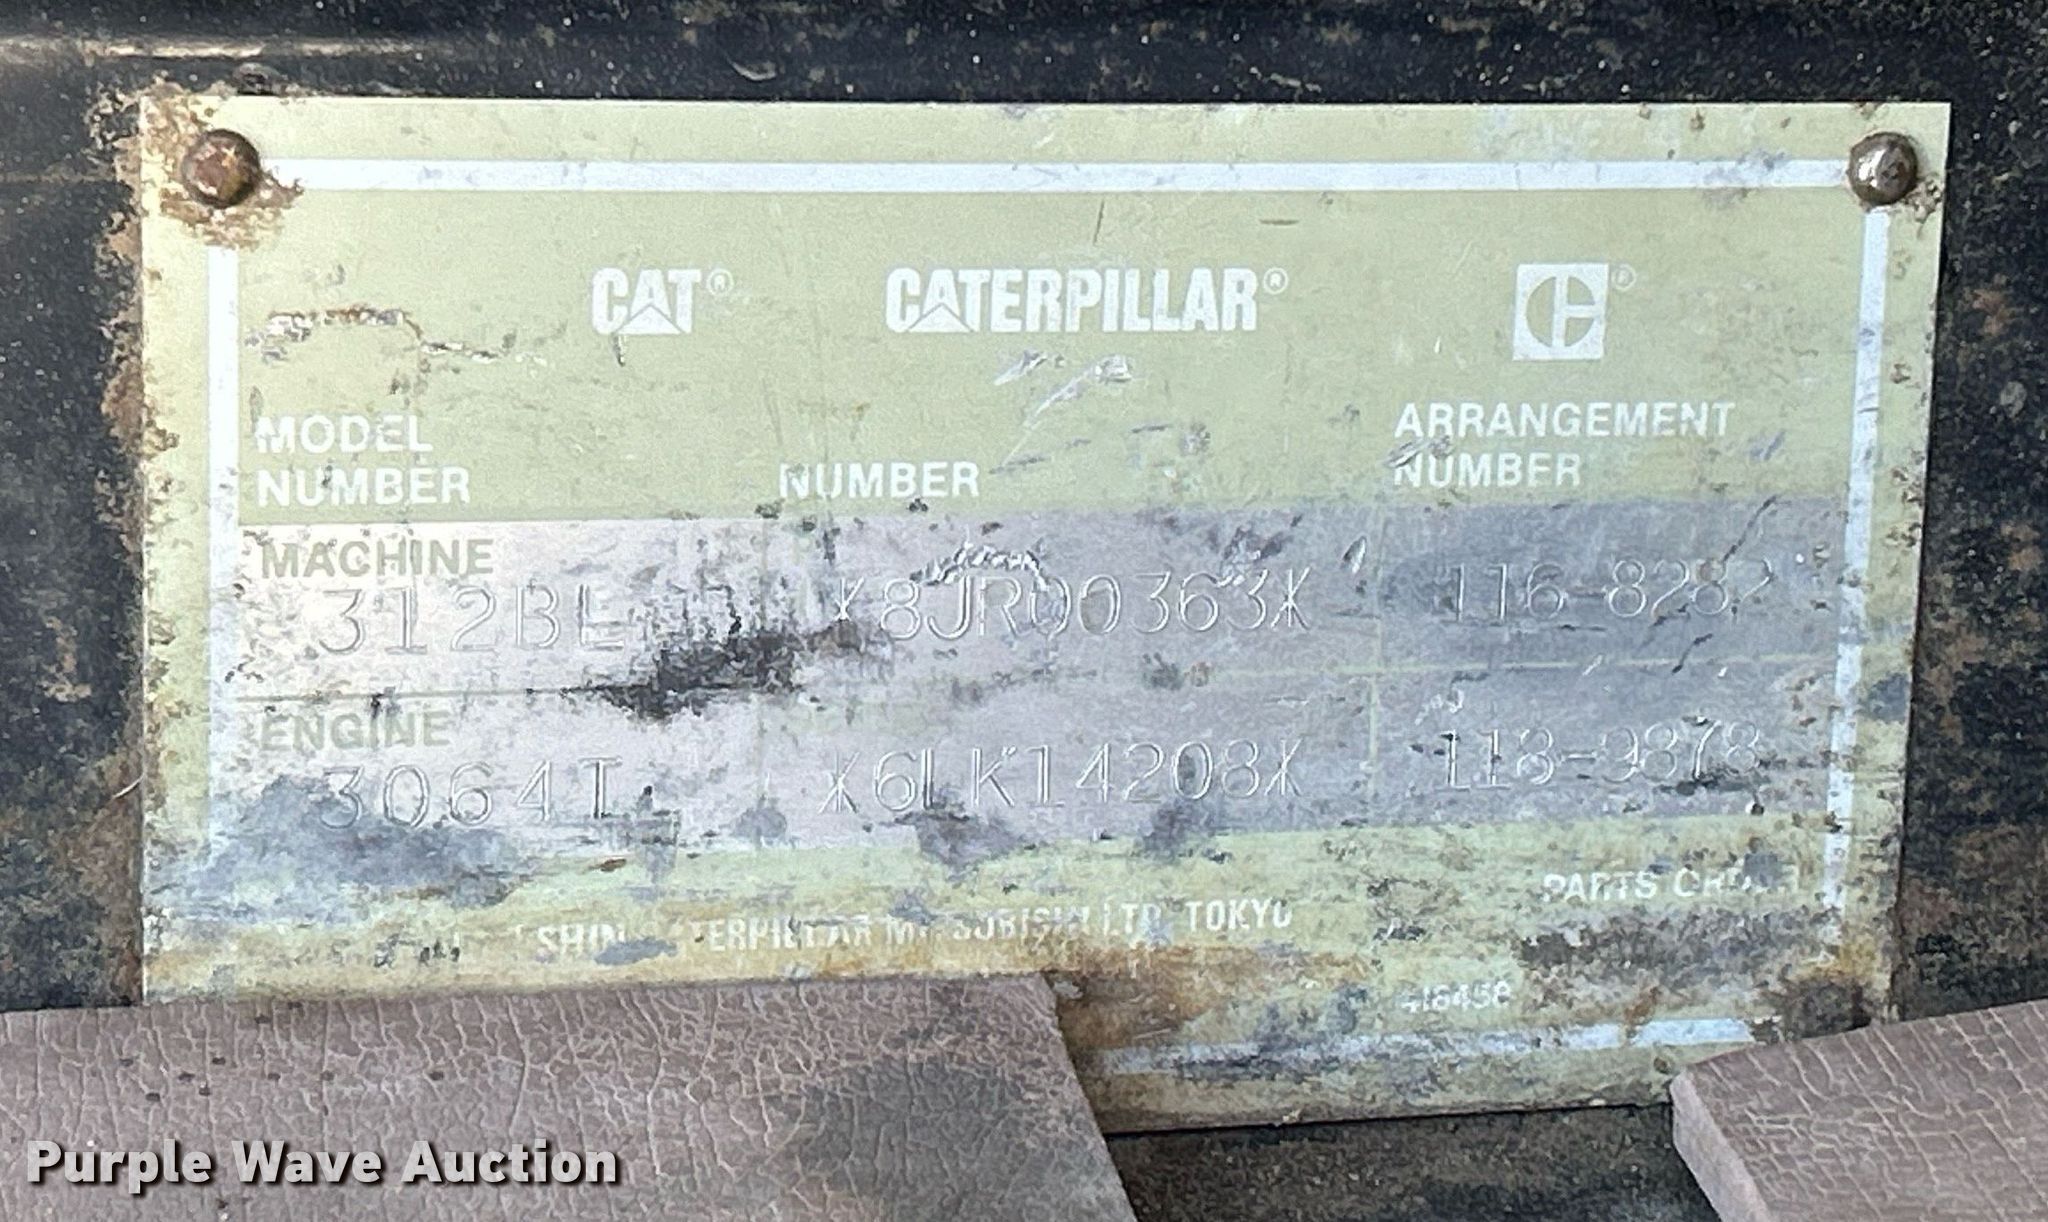 CAT® CATERPILLAR® CE®
MODEL NUMBER NUMBER ARRANGEMENT NUMBER
MACHINE
312BL *8JR00363* 116-8282
ENGINE
3064T *6LK14208* 118-9878
PARTS
SHIN CATERPILLAR MITSUBISHI LTD. TOKYO
418458
Purple Wave Auction